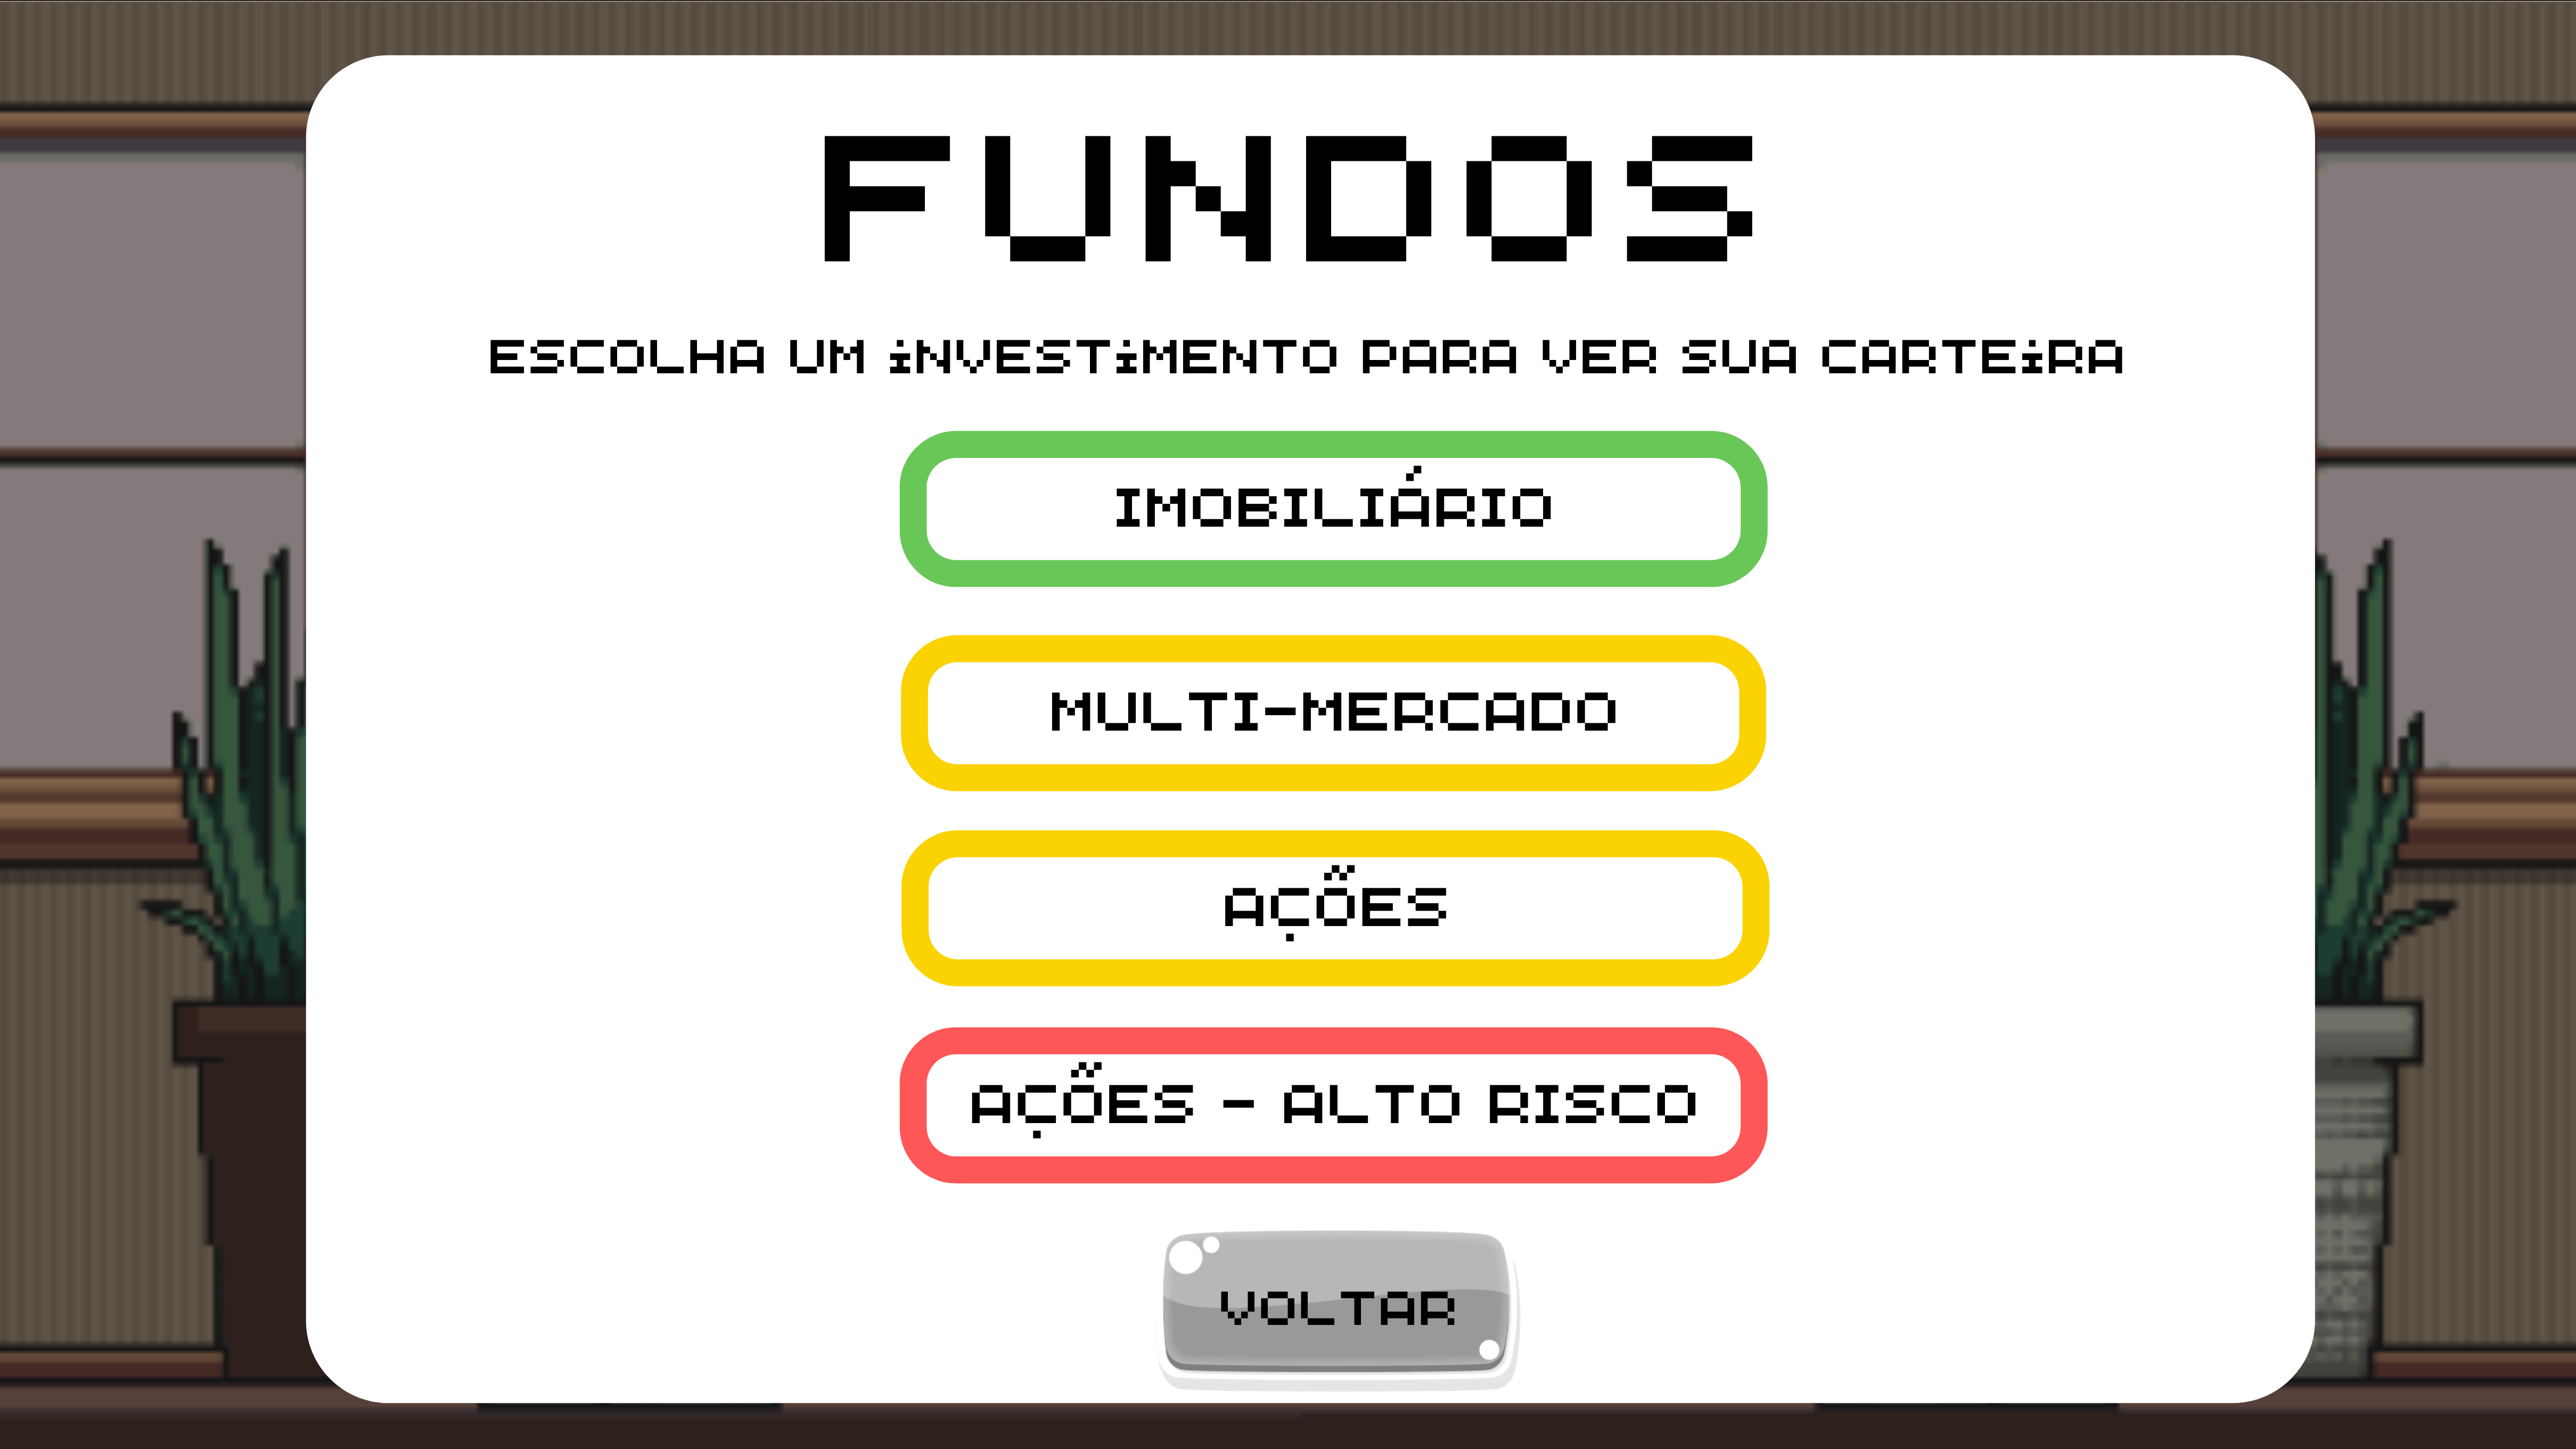 FUNDOS
ESCOLHA UM iNVESTiMENTO PARA VER SUA CARTEiRA
IMOBILIÁRIO
MULTI-MERCADO
AÇÕES
AÇÕES - ALTO RISCO
VOLTAR